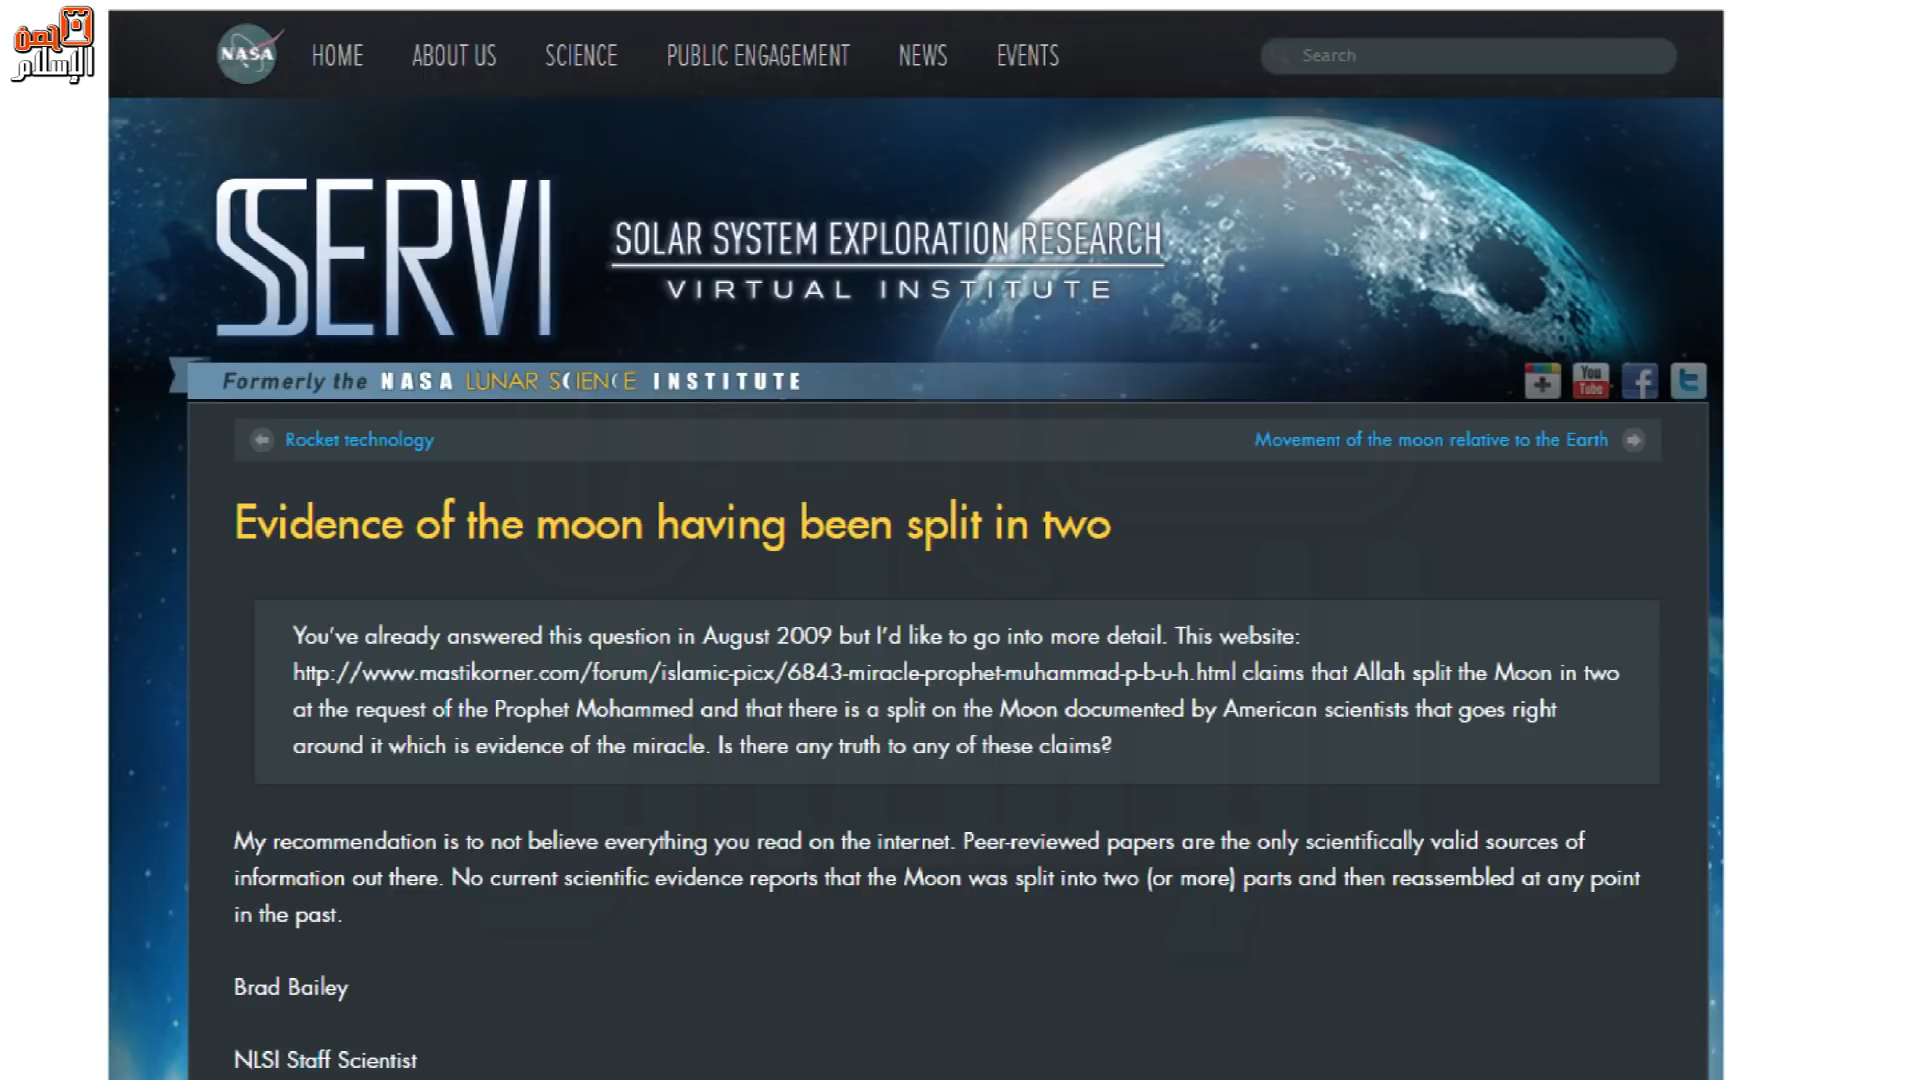 حصن
الإسلام
NASA HOME ABOUT US SCIENCE PUBLIC ENGAGEMENT NEWS EVENTS Search
SSERVI
SOLAR SYSTEM EXPLORATION RESEARCH
VIRTUAL INSTITUTE
Formerly the NASA LUNAR SCIENCE INSTITUTE
You
Tube
Rocket technology
Movement of the moon relative to the Earth
Evidence of the moon having been split in two
You've already answered this question in August 2009 but I'd like to go into more detail. This website:
http://www.mastikorner.com/forum/islamic-picx/6843-miracle-prophet-muhammad-p-b-u-h.html claims that Allah split the Moon in two
at the request of the Prophet Mohammed and that there is a split on the Moon documented by American scientists that goes right
around it which is evidence of the miracle. Is there any truth to any of these claims?
My recommendation is to not believe everything you read on the internet. Peer-reviewed papers are the only scientifically valid sources of
information out there. No current scientific evidence reports that the Moon was split into two (or more) parts and then reassembled at any point
in the past.
Brad Bailey
NLSI Staff Scientist